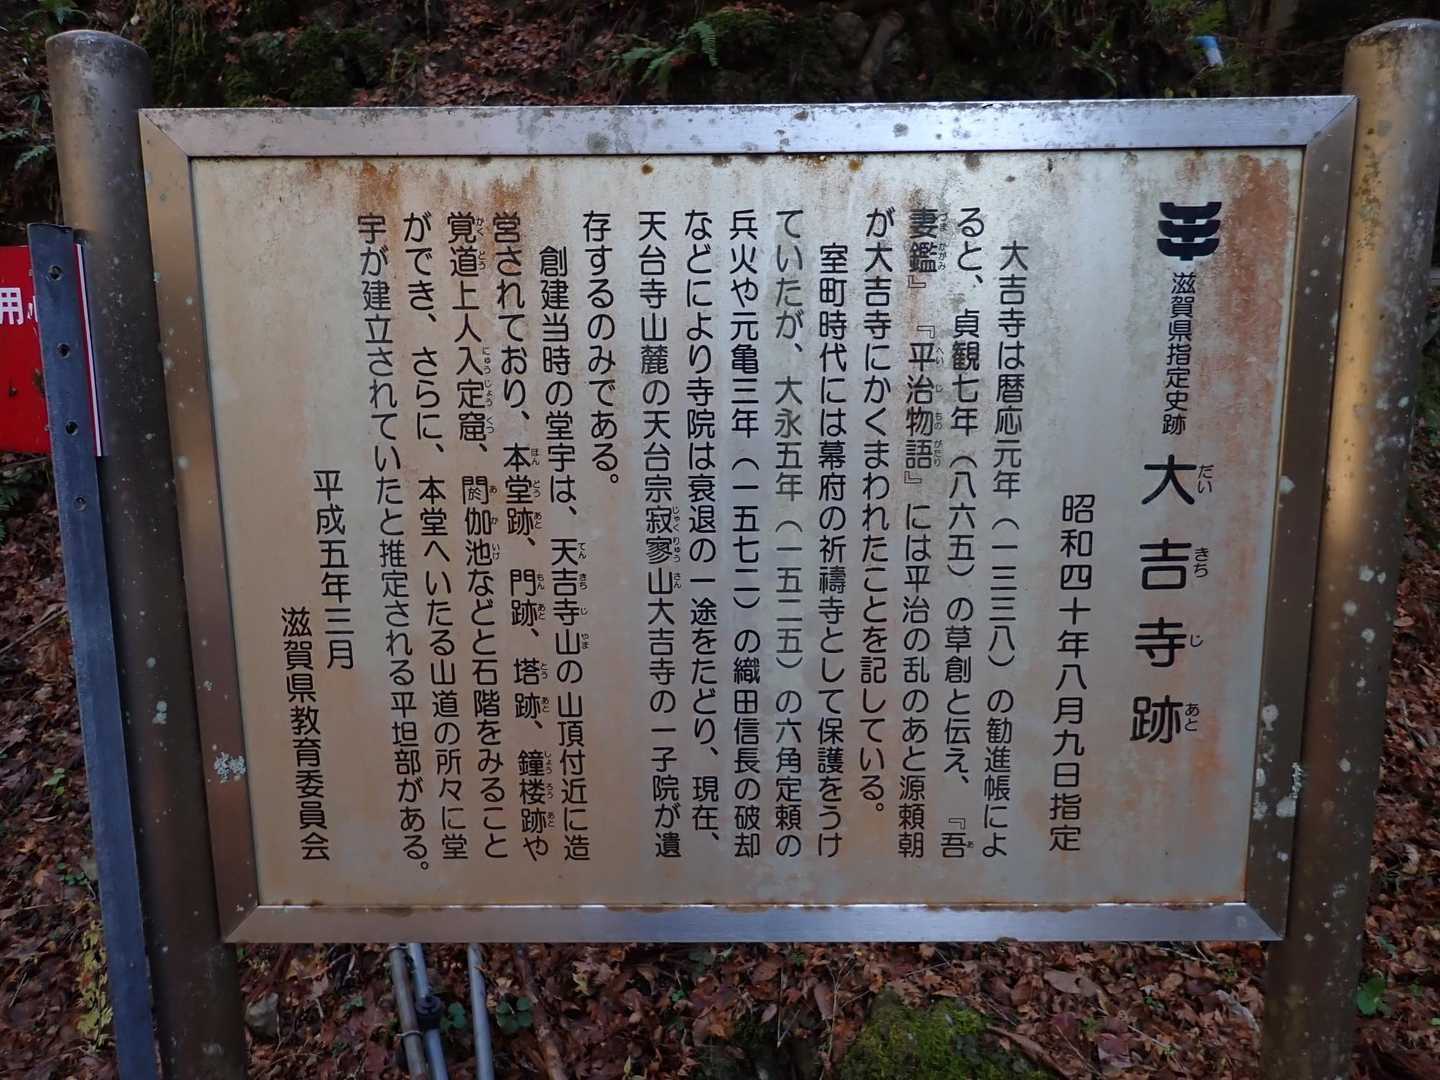 滋賀県指定史跡 大吉寺跡
だいきちじあと
昭和四十年八月九日指定
大吉寺は暦応元年（一三三八）の勧進帳によ
ると、貞観七年（八六五）の草創と伝え、『吾
妻鑑』『平治物語』には平治の乱のあと源頼朝
が大吉寺にかくまわれたことを記している。
室町時代には幕府の祈禱寺として保護をうけ
ていたが、大永五年（一五二五）の六角定頼の
兵火や元亀三年（一五七二）の織田信長の破却
などにより寺院は衰退の一途をたどり、現在、
天台寺山麓の天台宗寂寥山大吉寺の一子院が遺
存するのみである。
創建当時の堂宇は、天吉寺山の山頂付近に造
営されており、本堂跡、門跡、塔跡、鐘楼跡や
覚道上人入定窟、閼伽池などと石階をみること
ができ、さらに、本堂へいたる山道の所々に堂
宇が建立されていたと推定される平坦部がある。
平成五年三月
滋賀県教育委員会
用